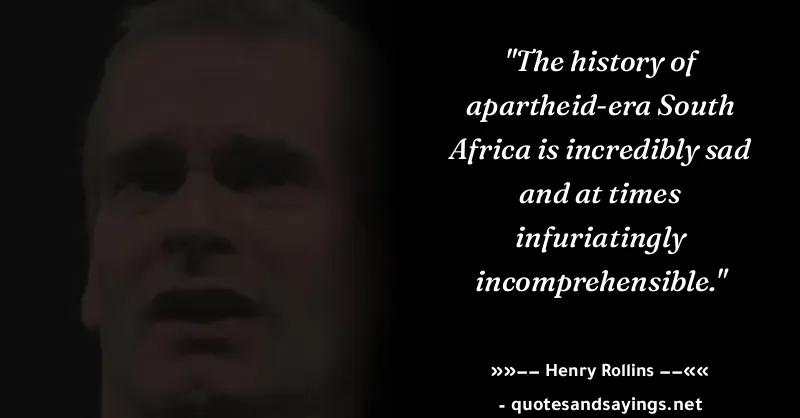 "The history of
apartheid-era South
Africa is incredibly sad
and at times
infuriatingly
incomprehensible."
»»–– Henry Rollins ––««
- quotesandsayings.net